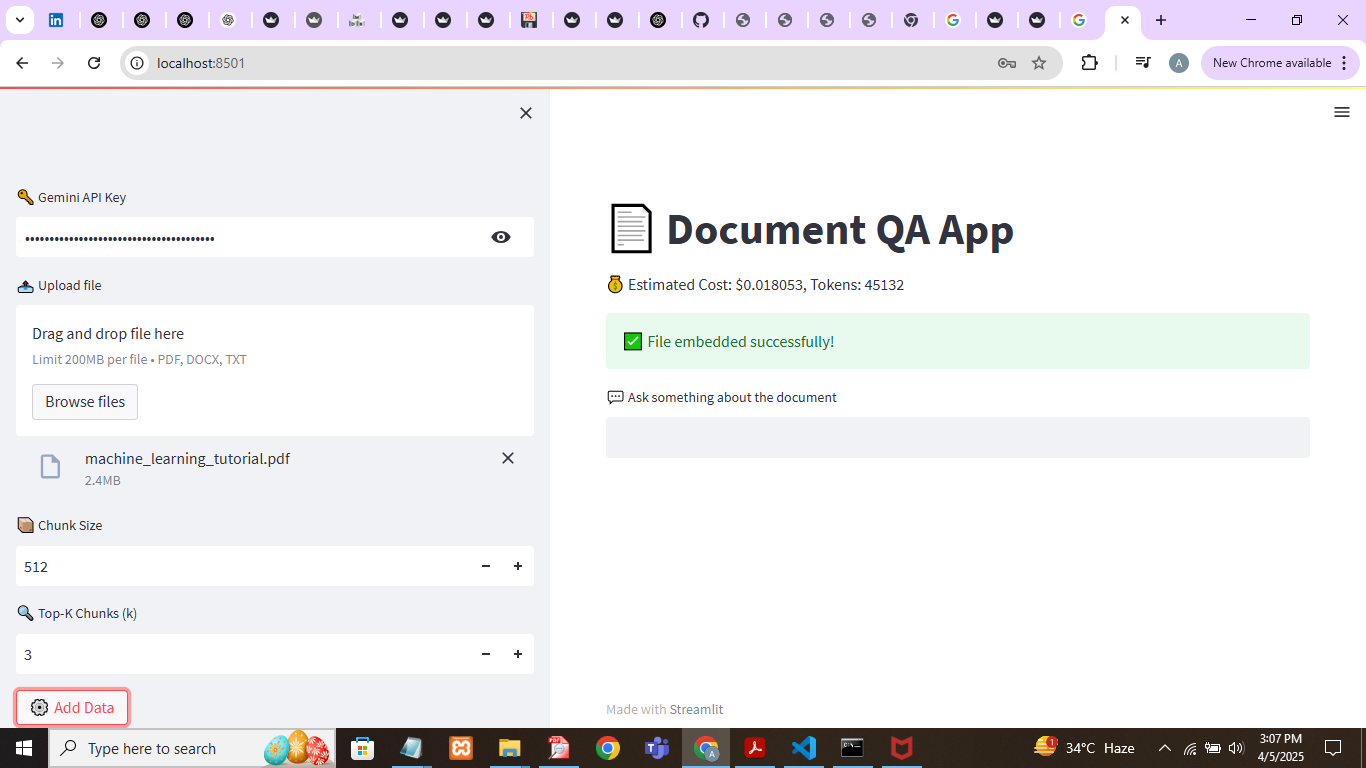 localhost:8501
A
New Chrome available
Gemini API Key
Upload file
Drag and drop file here
Limit 200MB per file • PDF, DOCX, TXT
Browse files
machine_learning_tutorial.pdf
2.4MB
Chunk Size
512
Top-K Chunks (k)
3
Add Data
Document QA App
Estimated Cost: $0.018053, Tokens: 45132
File embedded successfully!
Ask something about the document
Made with Streamlit
Type here to search
34°C Haze
3:07 PM
4/5/2025